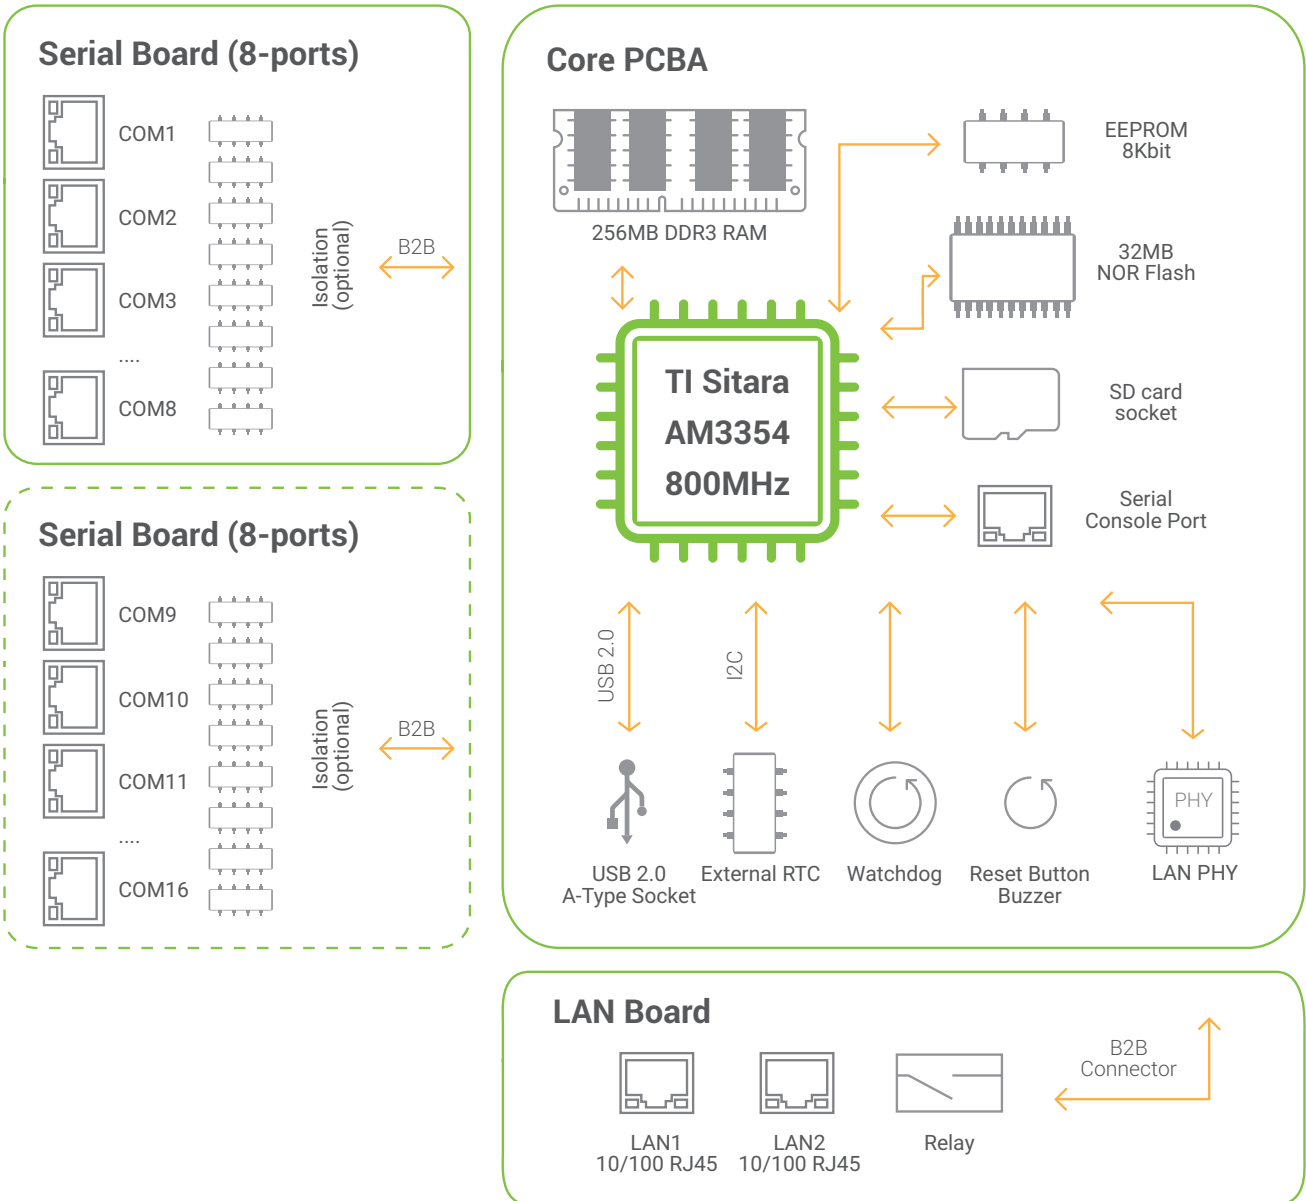 Serial Board (8-ports)
COM1
COM2
COM3
....
COM8
Isolation
(optional)
B2B
Serial Board (8-ports)
COM9
COM10
COM11
....
COM16
Isolation
(optional)
B2B
Core PCBA
256MB DDR3 RAM
EEPROM
8Kbit
32MB
NOR Flash
TI Sitara
AM3354
800MHz
SD card
socket
Serial
Console Port
USB 2.0
I2C
PHY
USB 2.0
A-Type Socket
External RTC
Watchdog
Reset Button
Buzzer
LAN PHY
LAN Board
B2B
Connector
LAN1
10/100 RJ45
LAN2
10/100 RJ45
Relay